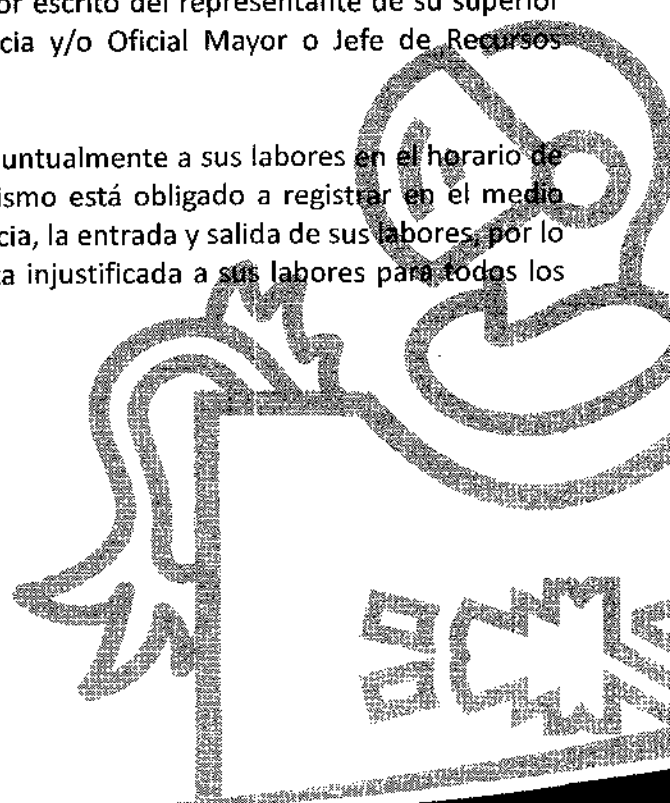 or escrito del representante de su superior
cia y/o Oficial Mayor o Jefe de Recursos
untualmente a sus labores en el horario de
ismo está obligado a registrar en el medio
cia, la entrada y salida de sus labores, por lo
a injustificada a sus labores para todos los